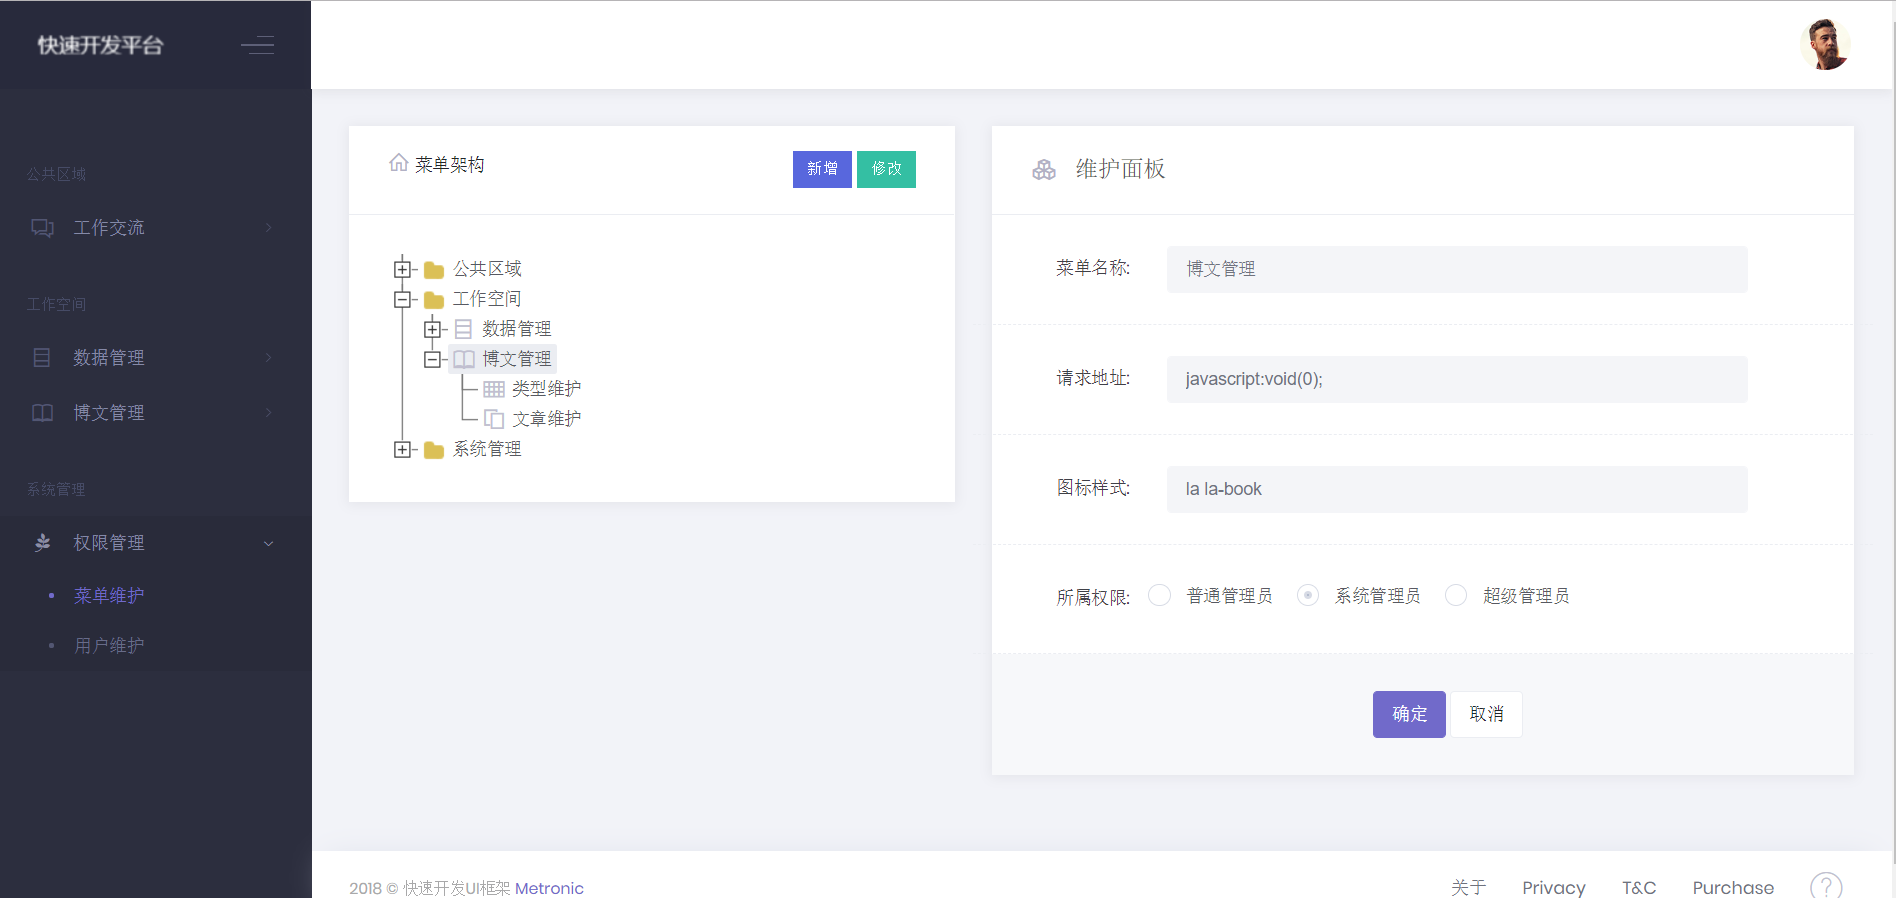 快速开发平台
公共区域
工作交流
工作空间
数据管理
博文管理
系统管理
权限管理
菜单维护
用户维护
菜单架构
新增
修改
公共区域
工作空间
数据管理
博文管理
类型维护
文章维护
系统管理
维护面板
菜单名称: 博文管理
请求地址: javascript:void(0);
图标样式: la la-book
所属权限: 普通管理员 系统管理员 超级管理员
确定 取消
2018 © 快速开发UI框架 Metronic
关于 Privacy T&C Purchase ?